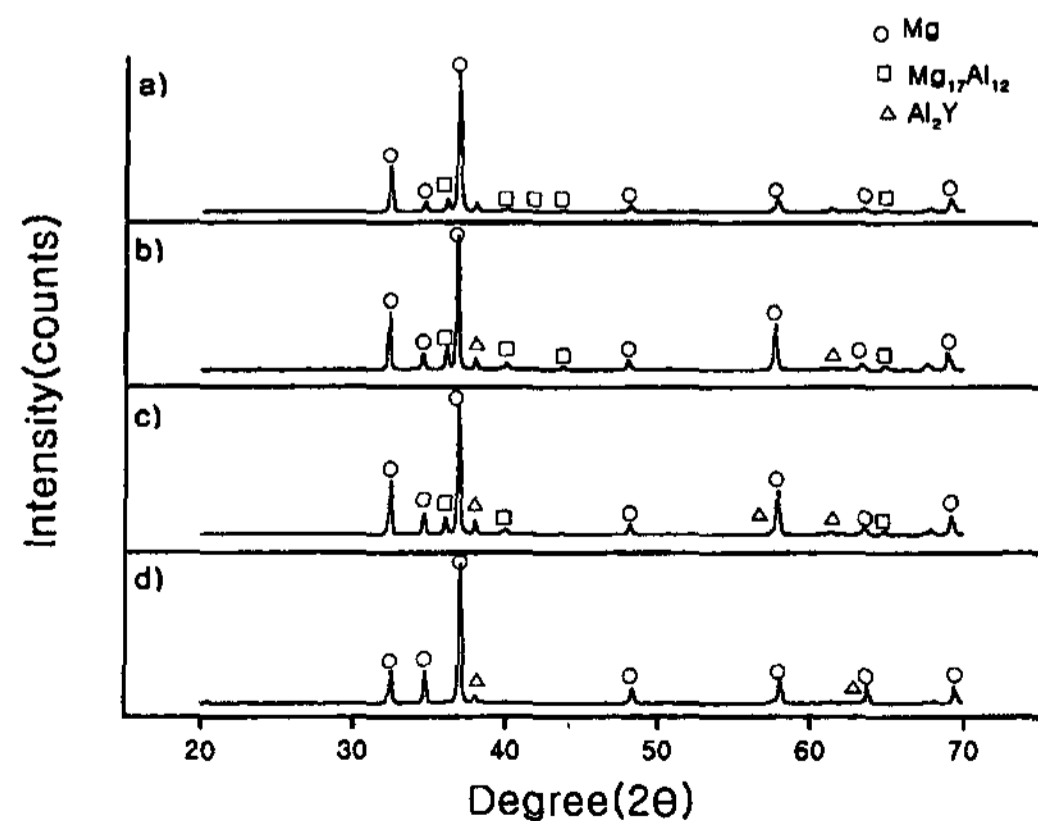 ○ Mg
□ Mg₁₇Al₁₂
△ Al₂Y
a)
b)
c)
d)
Intensity(counts)
20 30 40 50 60 70
Degree(2θ)